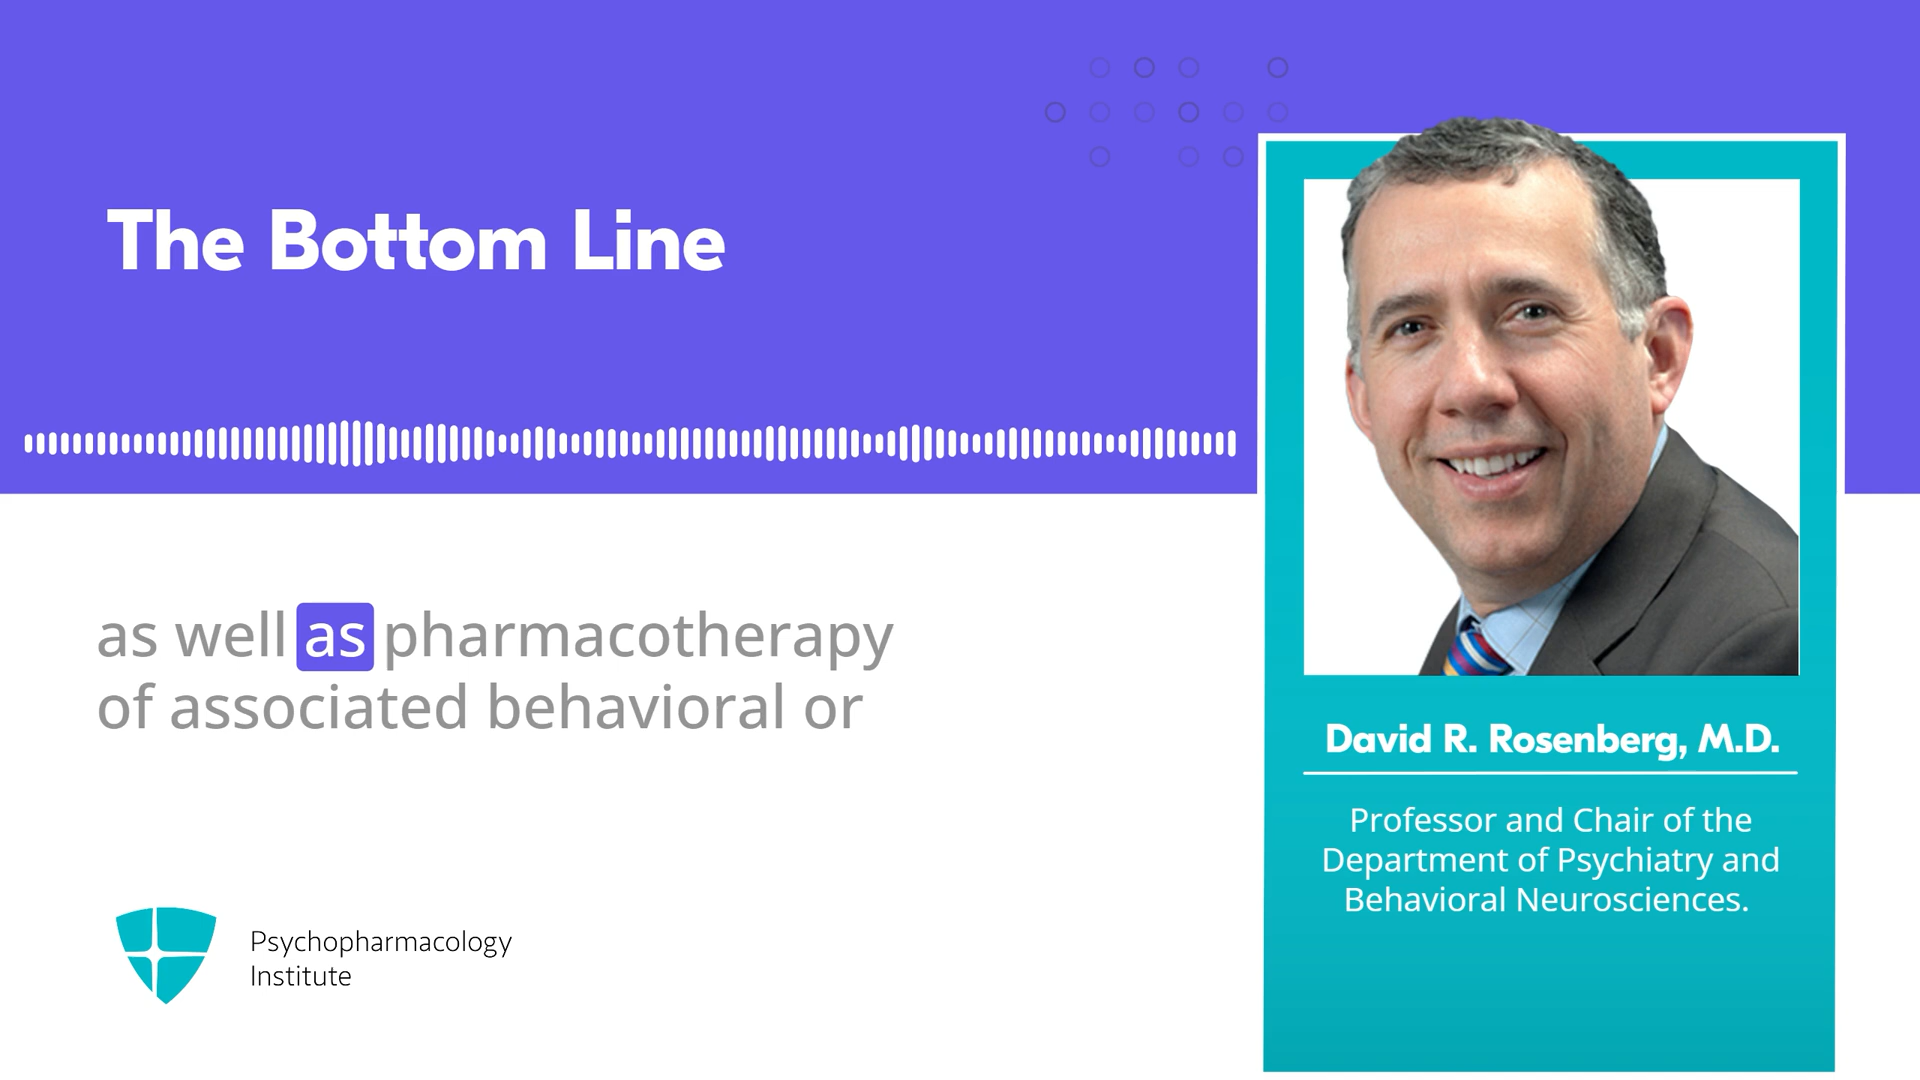 The Bottom Line
as well as pharmacotherapy
of associated behavioral or
David R. Rosenberg, M.D.
Professor and Chair of the
Department of Psychiatry and
Behavioral Neurosciences.
Psychopharmacology
Institute